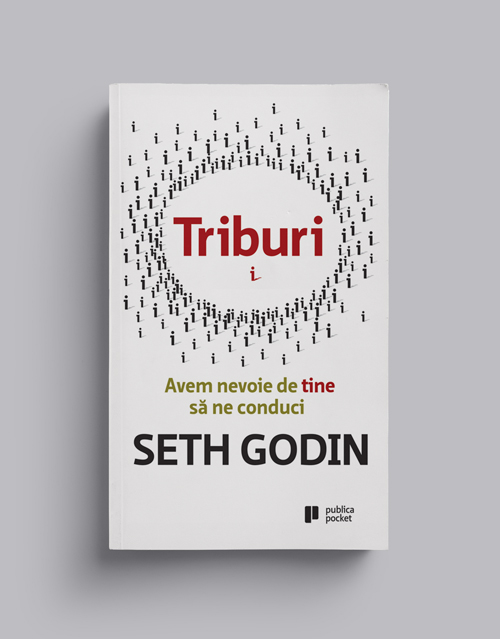 Triburi
i
Avem nevoie de tine
să ne conduci
SETH GODIN
publica
pocket